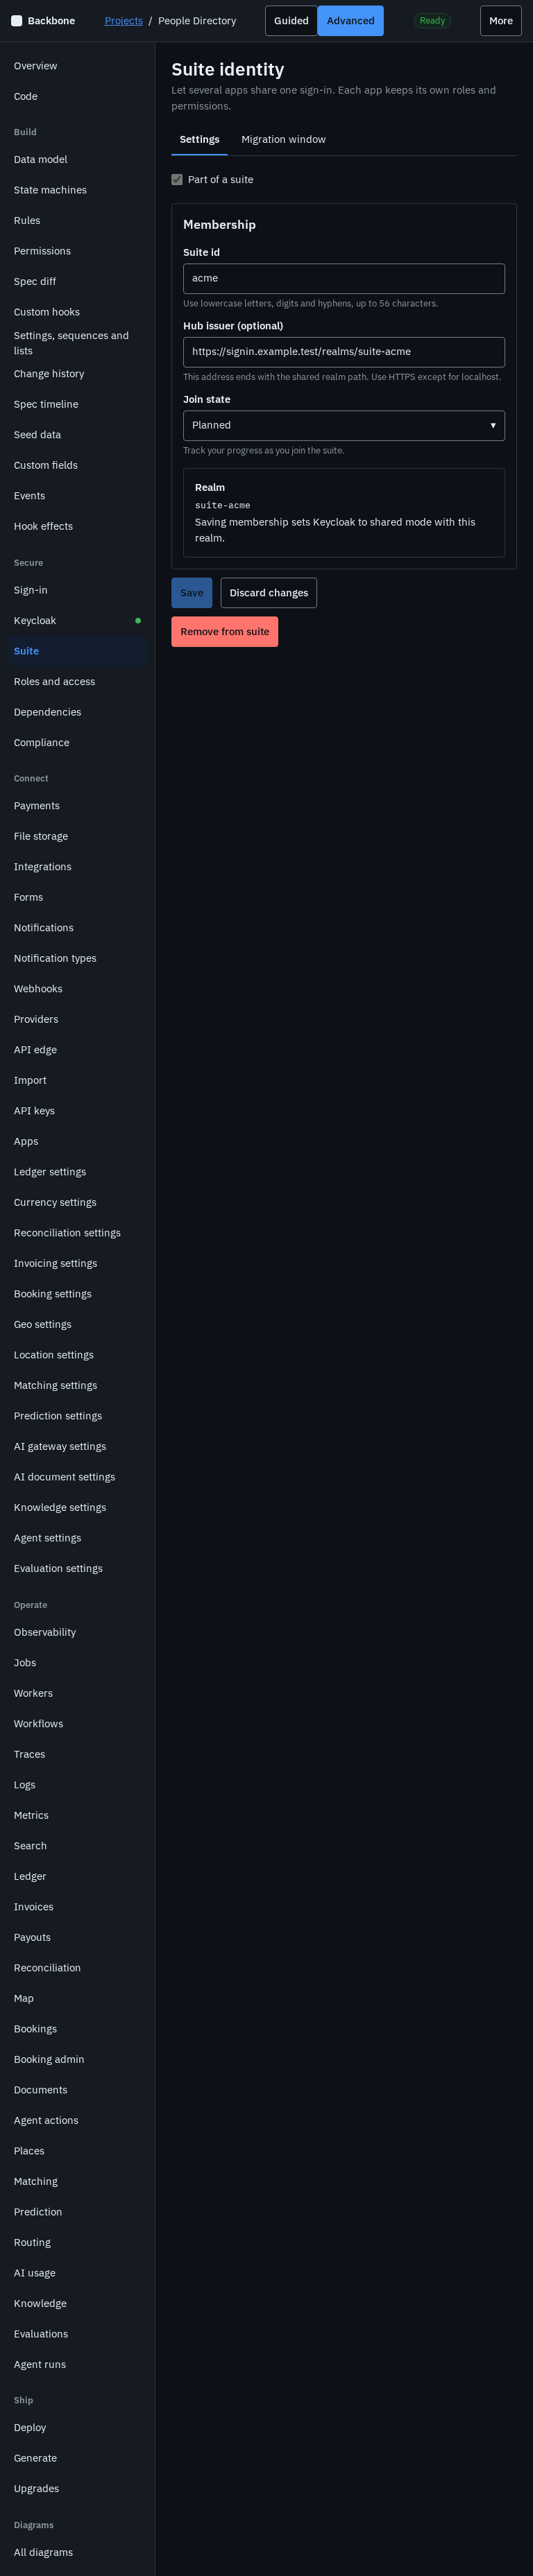 Backbone
Projects / People Directory
Guided
Advanced
Ready
More
Overview
Code
Build
Data model
State machines
Rules
Permissions
Spec diff
Custom hooks
Settings, sequences and
lists
Change history
Spec timeline
Seed data
Custom fields
Events
Hook effects
Secure
Sign-in
Keycloak
Suite
Roles and access
Dependencies
Compliance
Connect
Payments
File storage
Integrations
Forms
Notifications
Notification types
Webhooks
Providers
API edge
Import
API keys
Apps
Ledger settings
Currency settings
Reconciliation settings
Invoicing settings
Booking settings
Geo settings
Location settings
Matching settings
Prediction settings
AI gateway settings
AI document settings
Knowledge settings
Agent settings
Evaluation settings
Operate
Observability
Jobs
Workers
Workflows
Traces
Logs
Metrics
Search
Ledger
Invoices
Payouts
Reconciliation
Map
Bookings
Booking admin
Documents
Agent actions
Places
Matching
Prediction
Routing
AI usage
Knowledge
Evaluations
Agent runs
Ship
Deploy
Generate
Upgrades
Diagrams
All diagrams
Suite identity
Let several apps share one sign-in. Each app keeps its own roles and
permissions.
Settings
Migration window
Part of a suite
Membership
Suite id
acme
Use lowercase letters, digits and hyphens, up to 56 characters.
Hub issuer (optional)
https://signin.example.test/realms/suite-acme
This address ends with the shared realm path. Use HTTPS except for localhost.
Join state
Planned
Track your progress as you join the suite.
Realm
suite-acme
Saving membership sets Keycloak to shared mode with this
realm.
Save
Discard changes
Remove from suite